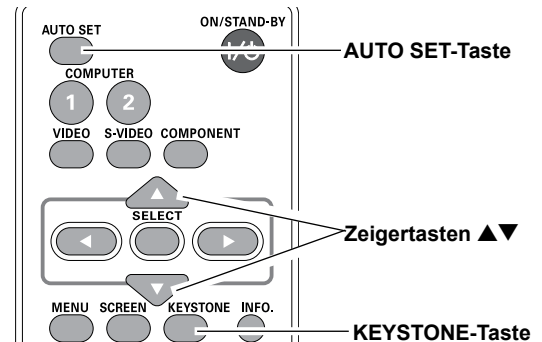 AUTO SET
ON/STAND-BY
I/⏻
AUTO SET-Taste
COMPUTER
1 2
VIDEO S-VIDEO COMPONENT
▲
SELECT
◀ ▶
Zeigertasten ▲▼
▼
MENU SCREEN KEYSTONE INFO.
KEYSTONE-Taste